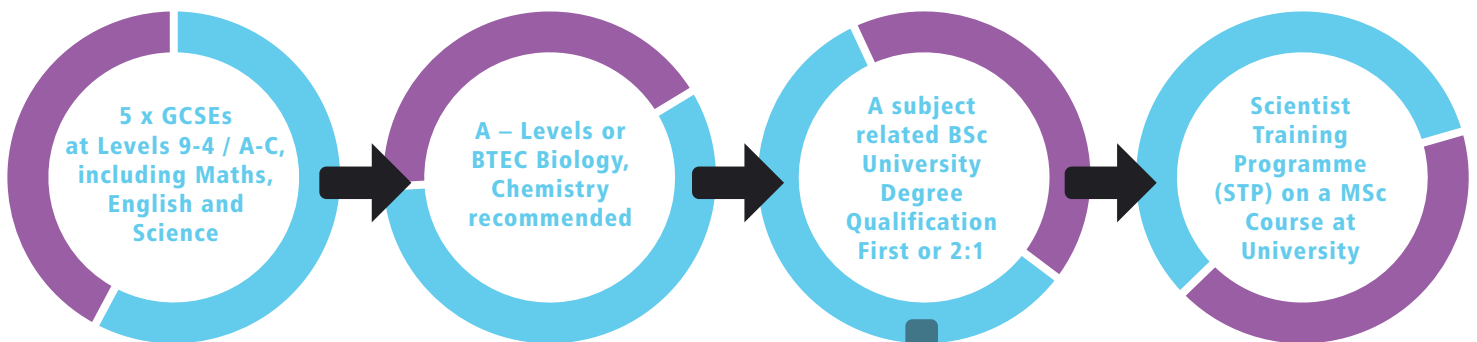 5 x GCSEs
at Levels 9-4 / A-C,
including Maths,
English and
Science
A – Levels or
BTEC Biology,
Chemistry
recommended
A subject
related BSc
University
Degree
Qualification
First or 2:1
Scientist
Training
Programme
(STP) on a MSc
Course at
University